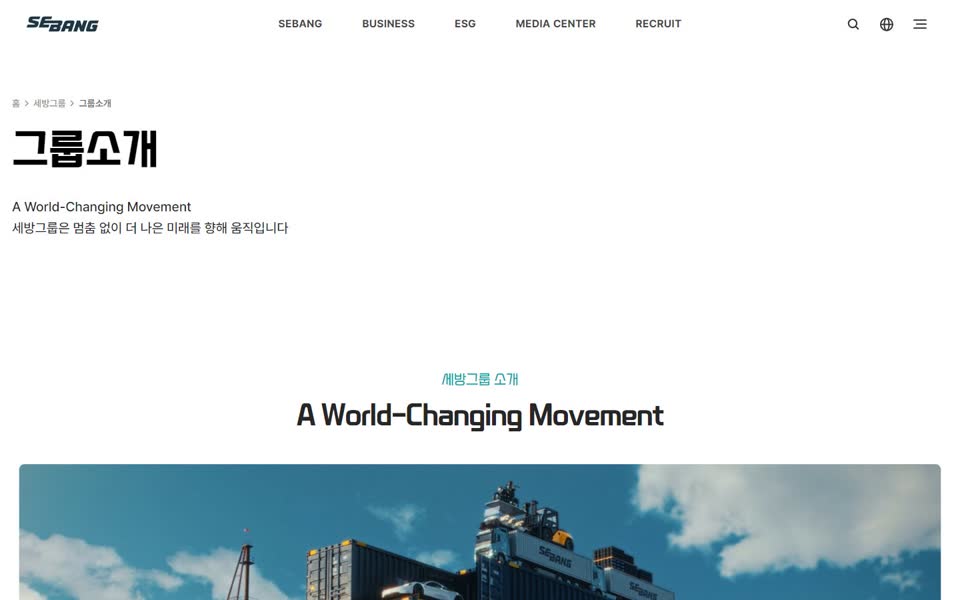 SEBANG
SEBANG
BUSINESS
ESG
MEDIA CENTER
RECRUIT
홈 > 세방그룹 > 그룹소개
그룹소개
A World-Changing Movement
세방그룹은 멈춤 없이 더 나은 미래를 향해 움직입니다
세방그룹 소개
A World-Changing Movement
SEBANG
SEBANG